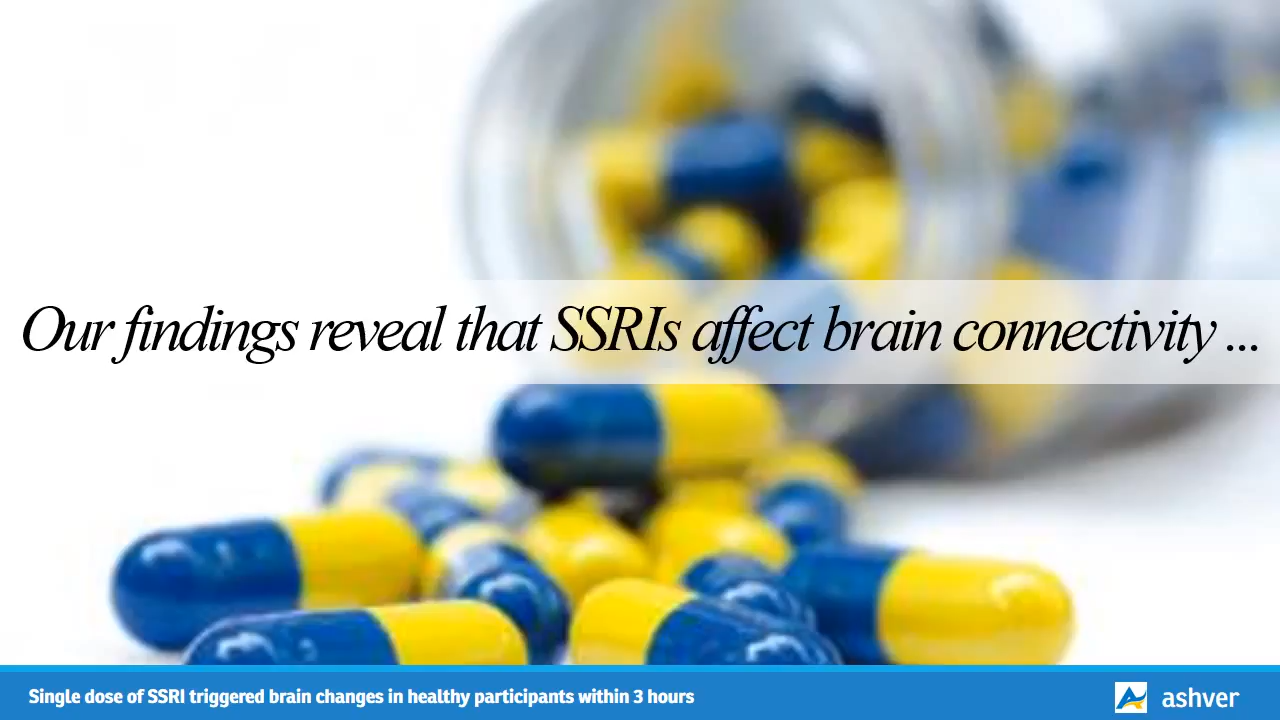 Our findings reveal that SSRIs affect brain connectivity ...
Single dose of SSRI triggered brain changes in healthy participants within 3 hours
ashver